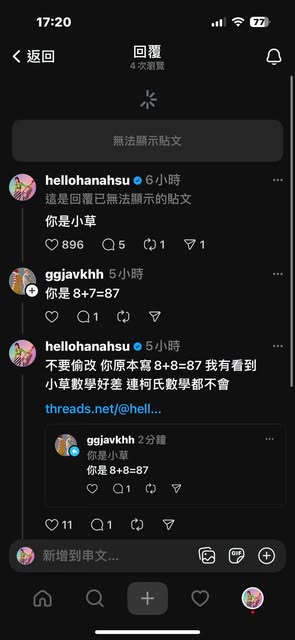 17:20
77
返回
回覆
4 次瀏覽
無法顯示貼文
hellohanahsu 6小時
這是回覆已無法顯示的貼文
你是小草
896 5 1 1
ggjavkhh 5小時
你是 8+7=87
1
hellohanahsu 5小時
不要偷改 你原本寫 8+8=87 我有看到
小草數學好差 連柯氏數學都不會
threads.net/@hell...
ggjavkhh 2分鐘
你是小草
你是 8+8=87
1
11 1
新增到串文...
GIF